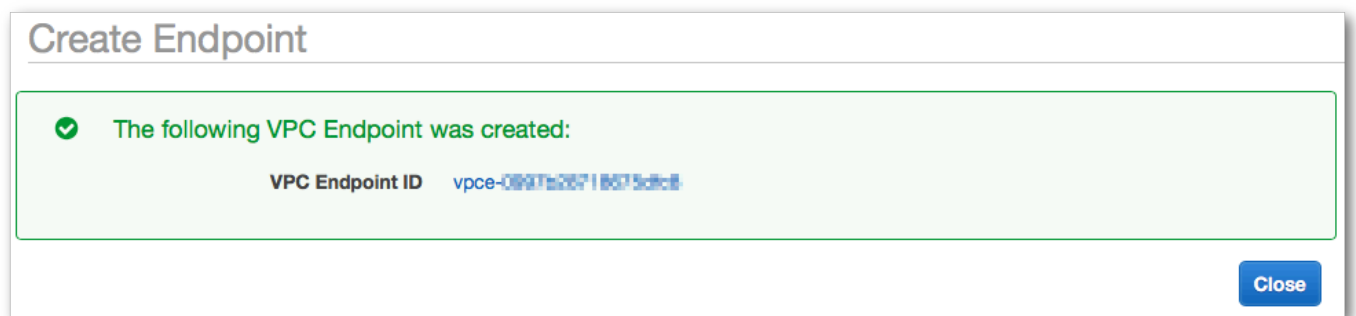 Create Endpoint
The following VPC Endpoint was created:
VPC Endpoint ID vpce-
Close